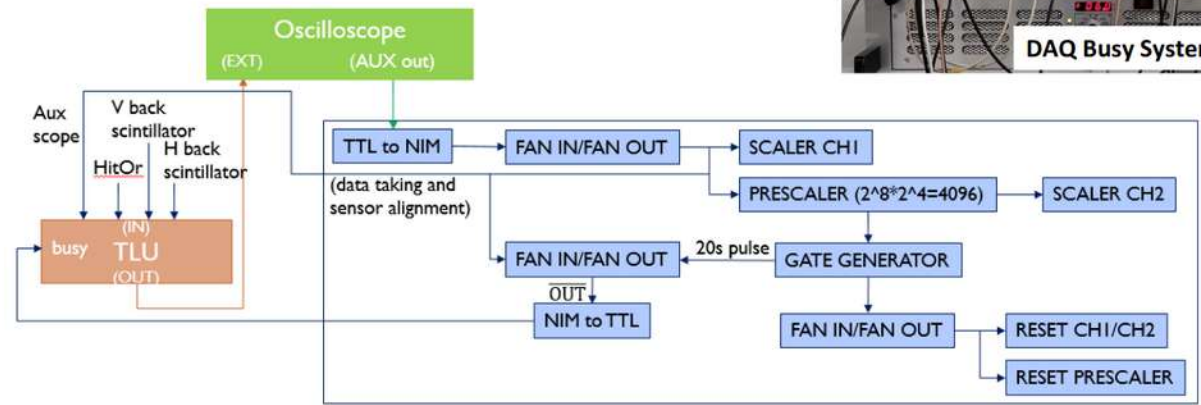 Oscilloscope
(EXT)
(AUX out)
DAQ Busy System
Aux
scope
V back
scintillator
H back
scintillator
HitOr
TTL to NIM
FAN IN/FAN OUT
SCALER CH1
(data taking and
sensor alignment)
PRESCALER (2^8*2^4=4096)
SCALER CH2
(IN)
busy
TLU
(OUT)
FAN IN/FAN OUT
20s pulse
GATE GENERATOR
OUT
NIM to TTL
FAN IN/FAN OUT
RESET CH1/CH2
RESET PRESCALER